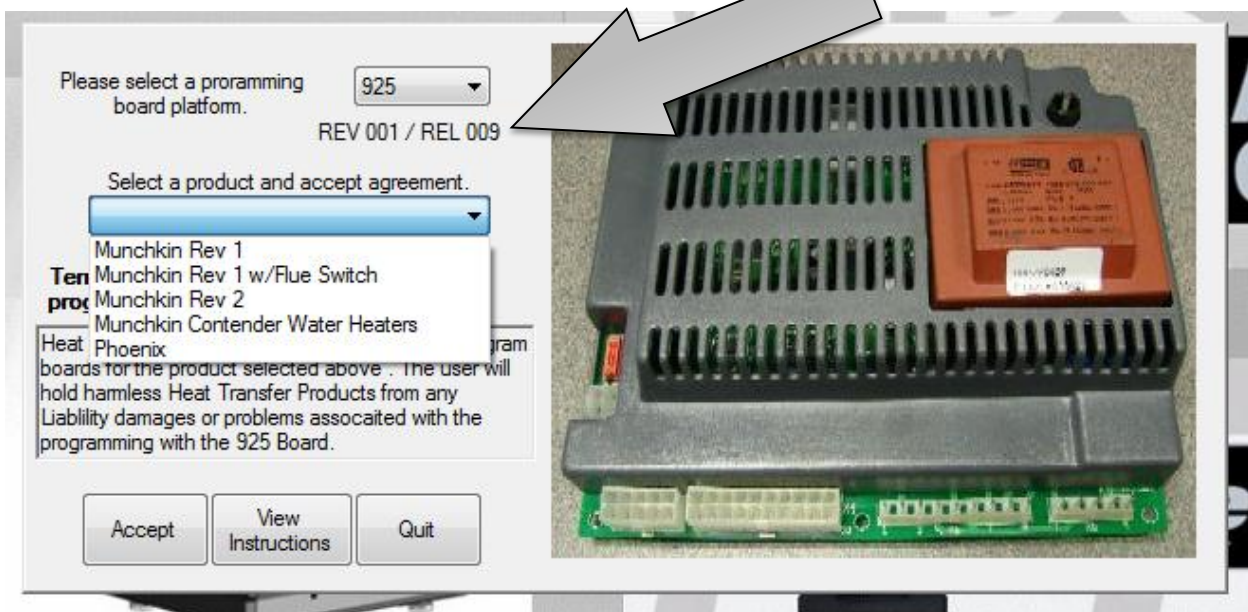 Please select a proramming
board platform.
925
REV 001 / REL 009
Select a product and accept agreement.
Munchkin Rev 1
Munchkin Rev 1 w/Flue Switch
Munchkin Rev 2
Munchkin Contender Water Heaters
Phoenix
Heat
boards for the product selected above . The user will
hold harmless Heat Transfer Products from any
Liablility damages or problems assocaited with the
programming with the 925 Board.
Accept
View
Instructions
Quit